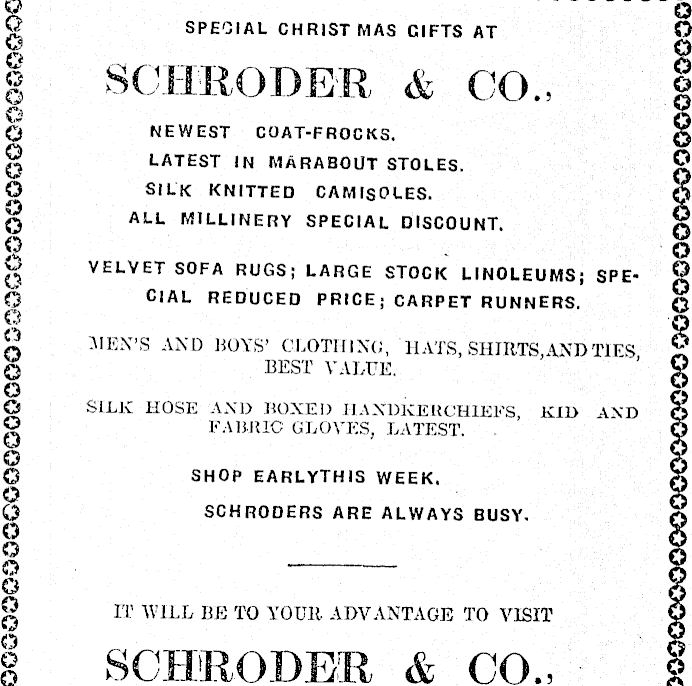 SPECIAL CHRISTMAS GIFTS AT
SCHRODER & CO.,
NEWEST COAT-FROCKS.
LATEST IN MARABOUT STOLES.
SILK KNITTED CAMISOLES.
ALL MILLINERY SPECIAL DISCOUNT.
VELVET SOFA RUGS; LARGE STOCK LINOLEUMS; SPE-
CIAL REDUCED PRICE; CARPET RUNNERS.
MEN'S AND BOYS' CLOTHING, HATS, SHIRTS, AND TIES,
BEST VALUE.
SILK HOSE AND BOXED HANDKERCHIEFS, KID AND
FABRIC GLOVES, LATEST.
SHOP EARLYTHIS WEEK.
SCHRODERS ARE ALWAYS BUSY.
IT WILL BE TO YOUR ADVANTAGE TO VISIT
SCHRODER & CO.,